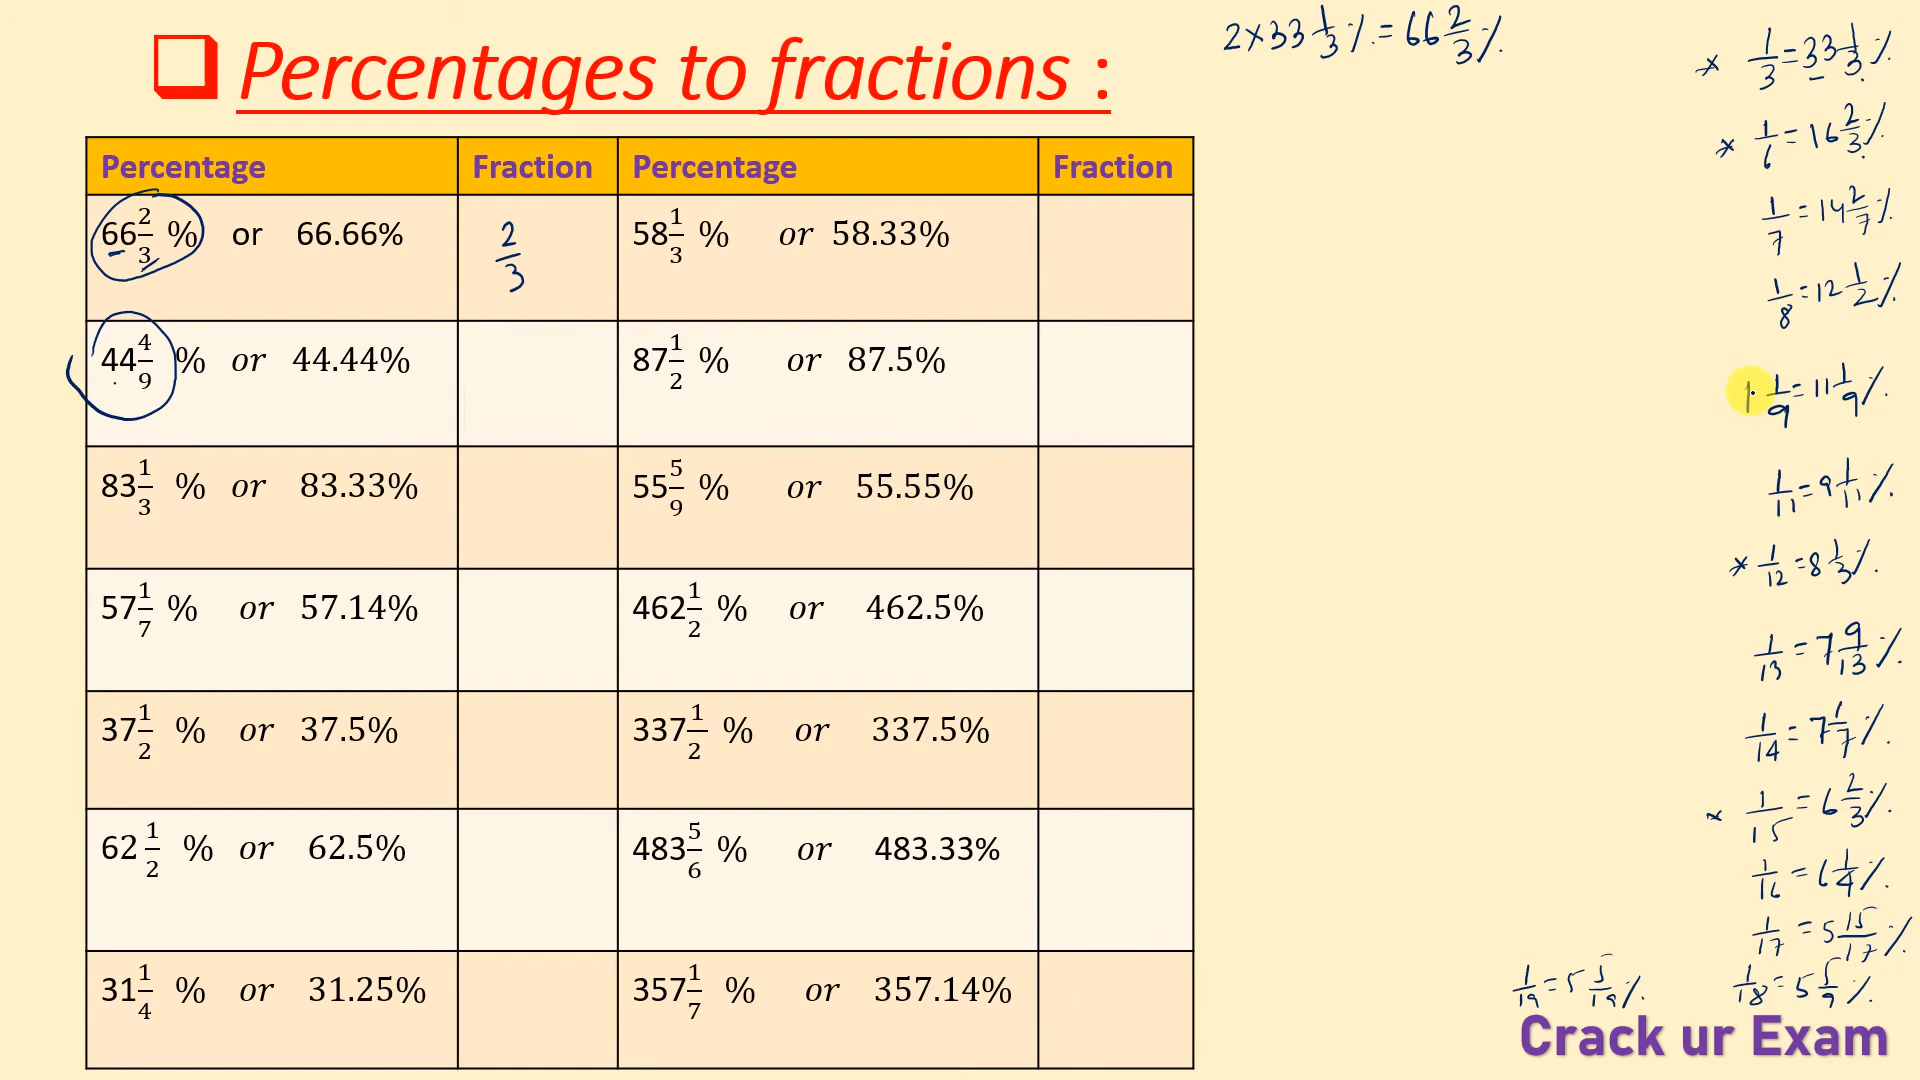 ❑ Percentages to fractions :
2×33 1/3 % = 66 2/3 %
Percentage Fraction Percentage Fraction
66 2/3 % or 66.66% 2/3 58 1/3 % or 58.33%
44 4/9 % or 44.44% 87 1/2 % or 87.5%
83 1/3 % or 83.33% 55 5/9 % or 55.55%
57 1/7 % or 57.14% 462 1/2 % or 462.5%
37 1/2 % or 37.5% 337 1/2 % or 337.5%
62 1/2 % or 62.5% 483 5/6 % or 483.33%
31 1/4 % or 31.25% 357 1/7 % or 357.14%
* 1/3 = 33 1/3 %
* 1/6 = 16 2/3 %
1/7 = 14 2/7 %
1/8 = 12 1/2 %
1/9 = 11 1/9 %
1/11 = 9 1/11 %
* 1/12 = 8 1/3 %
1/13 = 7 9/13 %
1/14 = 7 1/7 %
* 1/15 = 6 2/3 %
1/16 = 6 1/4 %
1/17 = 5 15/17 %
1/19 = 5 5/19 % 1/18 = 5 5/9 %
Crack ur Exam